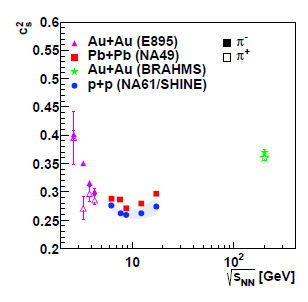 c²ₛ
0.6
0.55
0.5
0.45
0.4
0.35
0.3
0.25
0.2
Au+Au (E895)
Pb+Pb (NA49)
Au+Au (BRAHMS)
p+p (NA61/SHINE)
π⁻
π⁺
10
10²
√sNN [GeV]